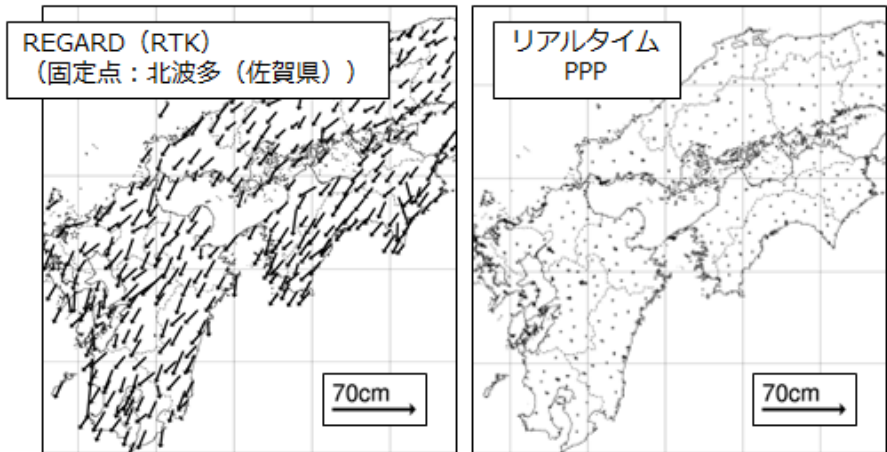 REGARD（RTK）
（固定点：北波多（佐賀県））
リアルタイム
PPP
70cm
70cm